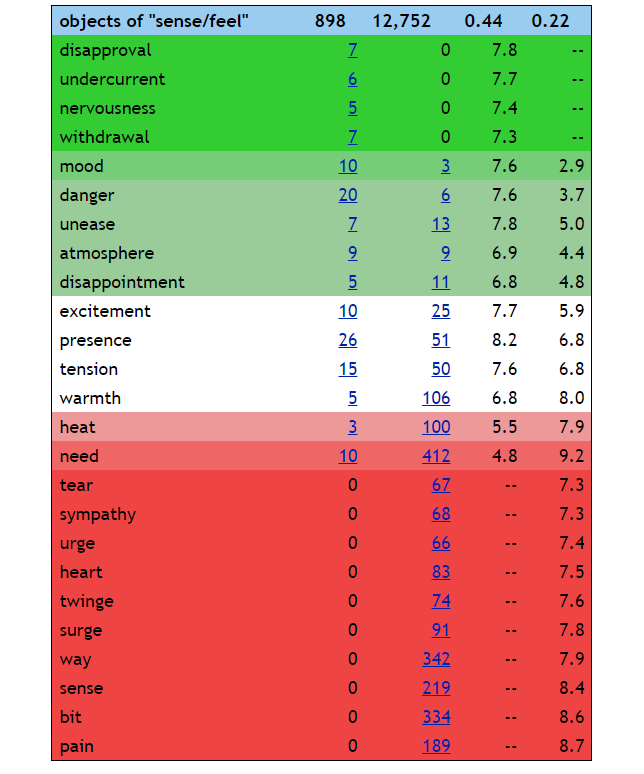 objects of "sense/feel" 898 12,752 0.44 0.22
disapproval 7 0 7.8 --
undercurrent 6 0 7.7 --
nervousness 5 0 7.4 --
withdrawal 7 0 7.3 --
mood 10 3 7.6 2.9
danger 20 6 7.6 3.7
unease 7 13 7.8 5.0
atmosphere 9 9 6.9 4.4
disappointment 5 11 6.8 4.8
excitement 10 25 7.7 5.9
presence 26 51 8.2 6.8
tension 15 50 7.6 6.8
warmth 5 106 6.8 8.0
heat 3 100 5.5 7.9
need 10 412 4.8 9.2
tear 0 67 -- 7.3
sympathy 0 68 -- 7.3
urge 0 66 -- 7.4
heart 0 83 -- 7.5
twinge 0 74 -- 7.6
surge 0 91 -- 7.8
way 0 342 -- 7.9
sense 0 219 -- 8.4
bit 0 334 -- 8.6
pain 0 189 -- 8.7